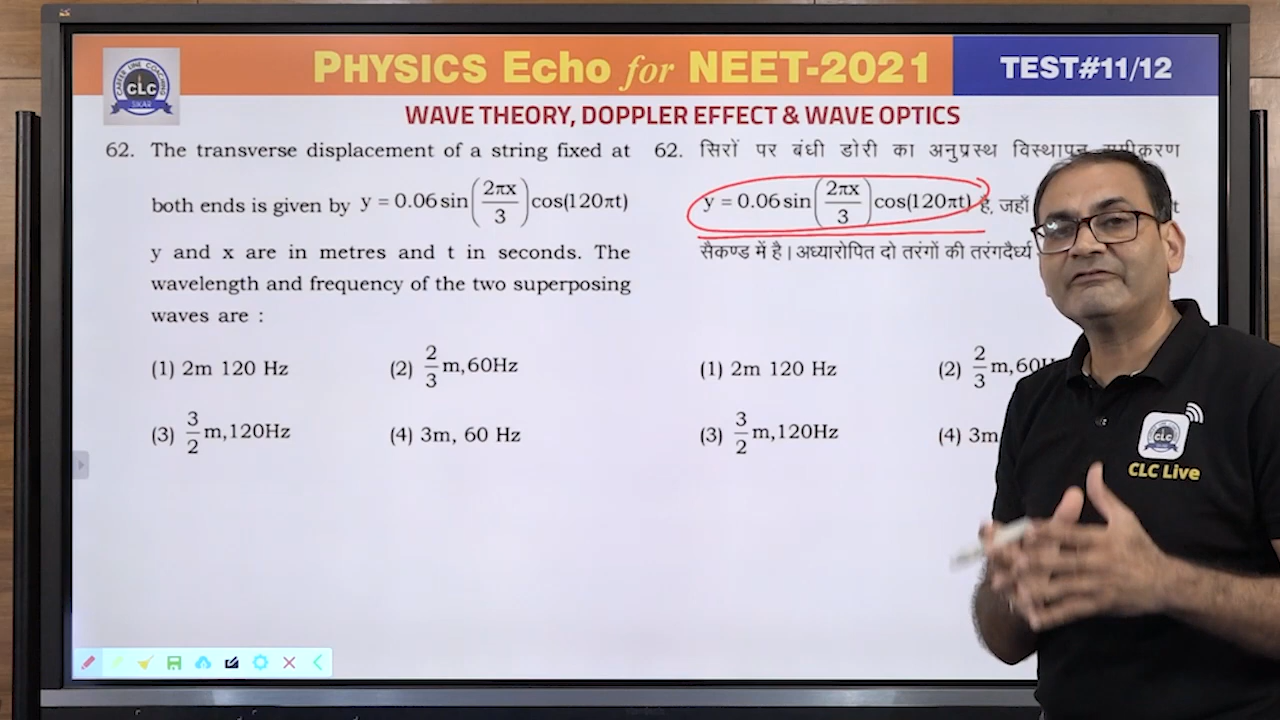 PHYSICS Echo for NEET-2021
TEST#11/12
CAREER LINE COACHING
CLC
SIKAR
WAVE THEORY, DOPPLER EFFECT & WAVE OPTICS
62. The transverse displacement of a string fixed at
both ends is given by y = 0.06 sin(2πx/3) cos(120πt)
y and x are in metres and t in seconds. The
wavelength and frequency of the two superposing
waves are :
(1) 2m 120 Hz
(2) 2/3 m,60Hz
(3) 3/2 m,120Hz
(4) 3m, 60 Hz
62. सिरों पर बंधी डोरी का अनुप्रस्थ विस्थापन समीकरण
y = 0.06 sin(2πx/3) cos(120πt) है, जहाँ
सैकण्ड में है। अध्यारोपित दो तरंगों की तरंगदैर्ध्य
(1) 2m 120 Hz
(2) 2/3 m,60H
(3) 3/2 m,120Hz
(4) 3m
CLC
CLC Live